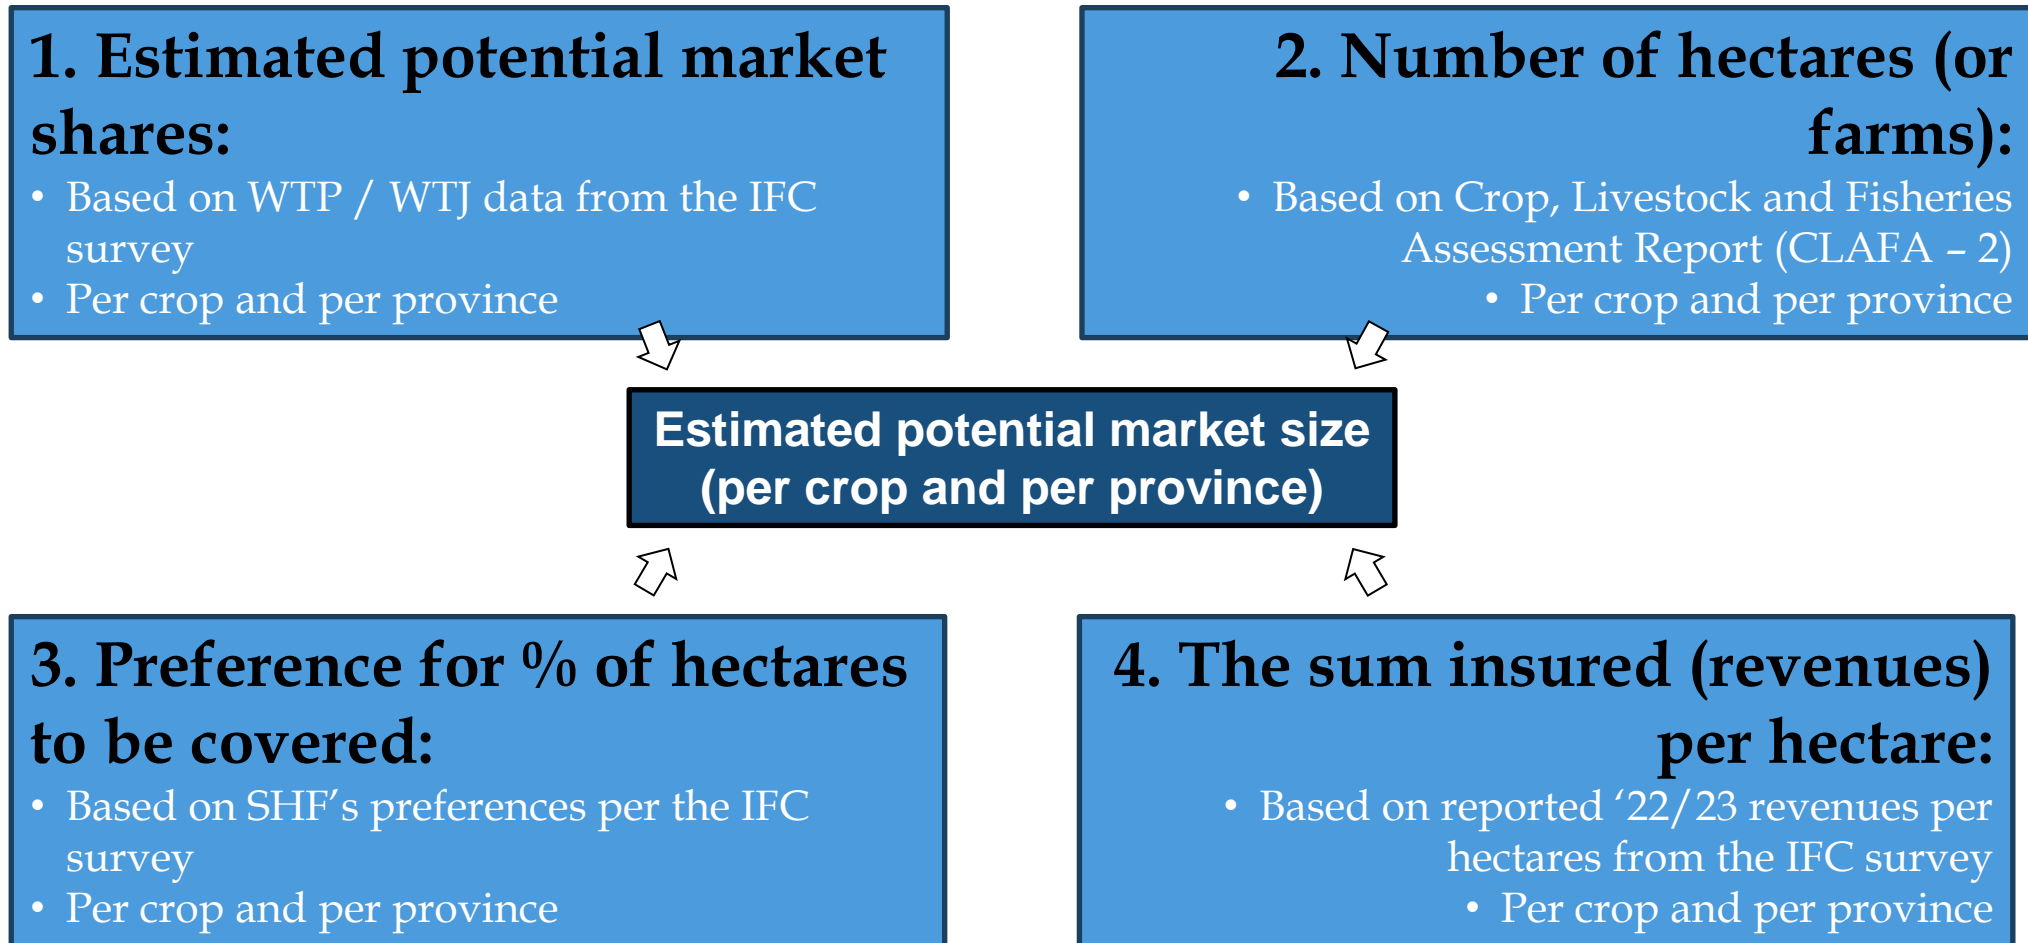 1. Estimated potential market
shares:
• Based on WTP / WTJ data from the IFC
survey
• Per crop and per province
2. Number of hectares (or
farms):
• Based on Crop, Livestock and Fisheries
Assessment Report (CLAFA – 2)
• Per crop and per province
Estimated potential market size
(per crop and per province)
3. Preference for % of hectares
to be covered:
• Based on SHF’s preferences per the IFC
survey
• Per crop and per province
4. The sum insured (revenues)
per hectare:
• Based on reported ‘22/23 revenues per
hectares from the IFC survey
• Per crop and per province